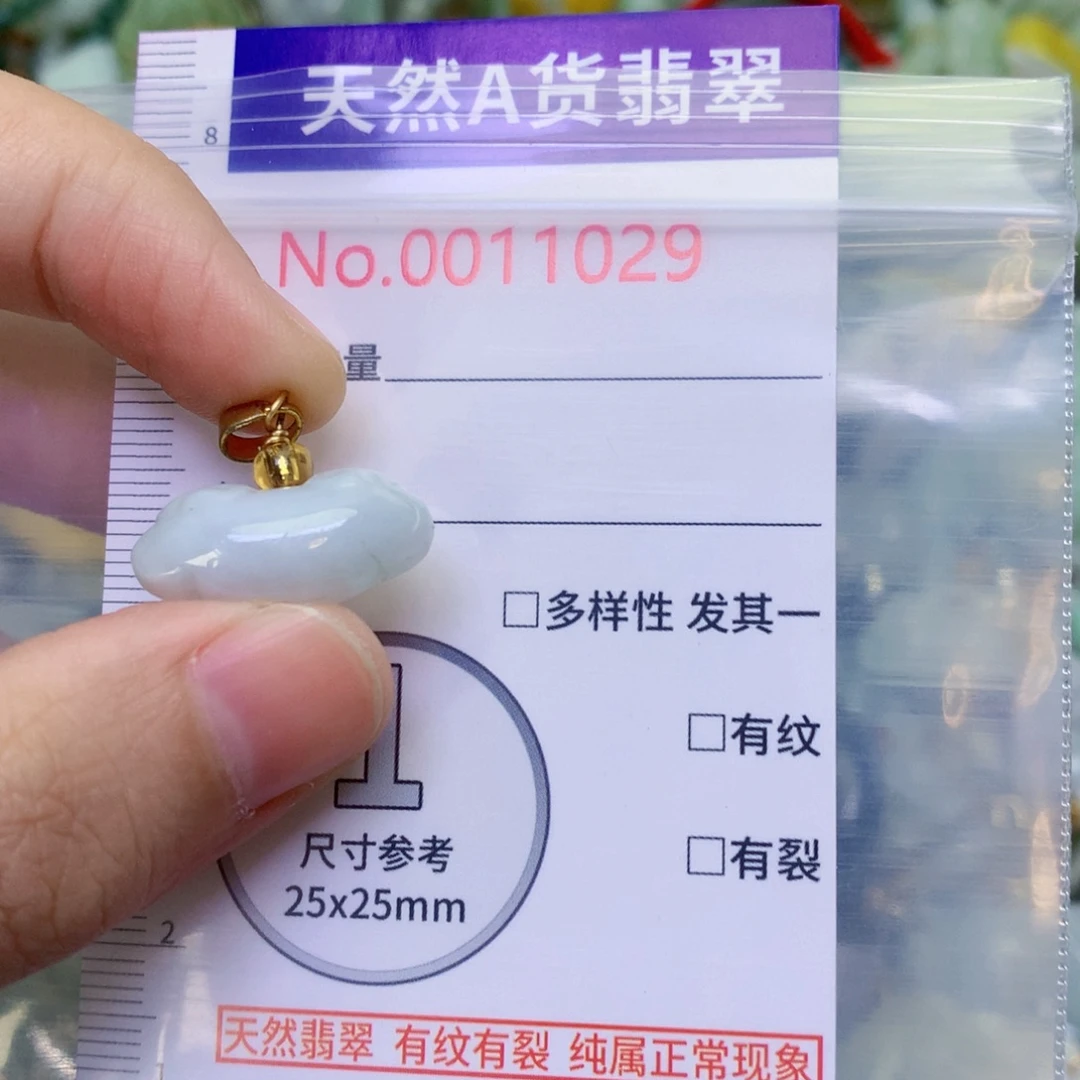 天然A货翡翠
8
No.0011029
量
□多样性 发其一
□有纹
1
□有裂
尺寸参考
25x25mm
2
天然翡翠 有纹有裂 纯属正常现象